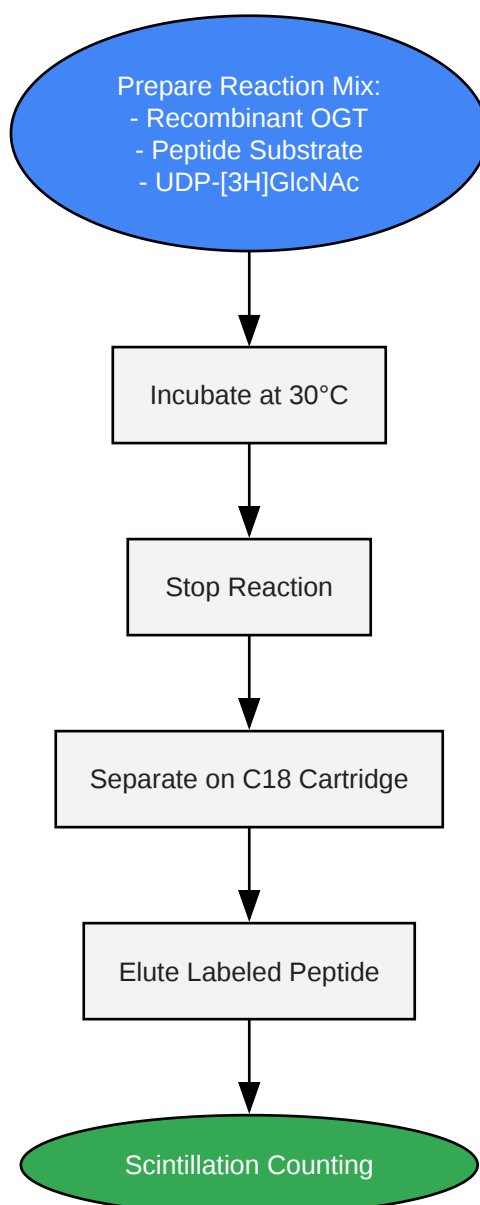 Prepare Reaction Mix:
- Recombinant OGT
- Peptide Substrate
- UDP-[3H]GlcNAc
Incubate at 30°C
Stop Reaction
Separate on C18 Cartridge
Elute Labeled Peptide
Scintillation Counting